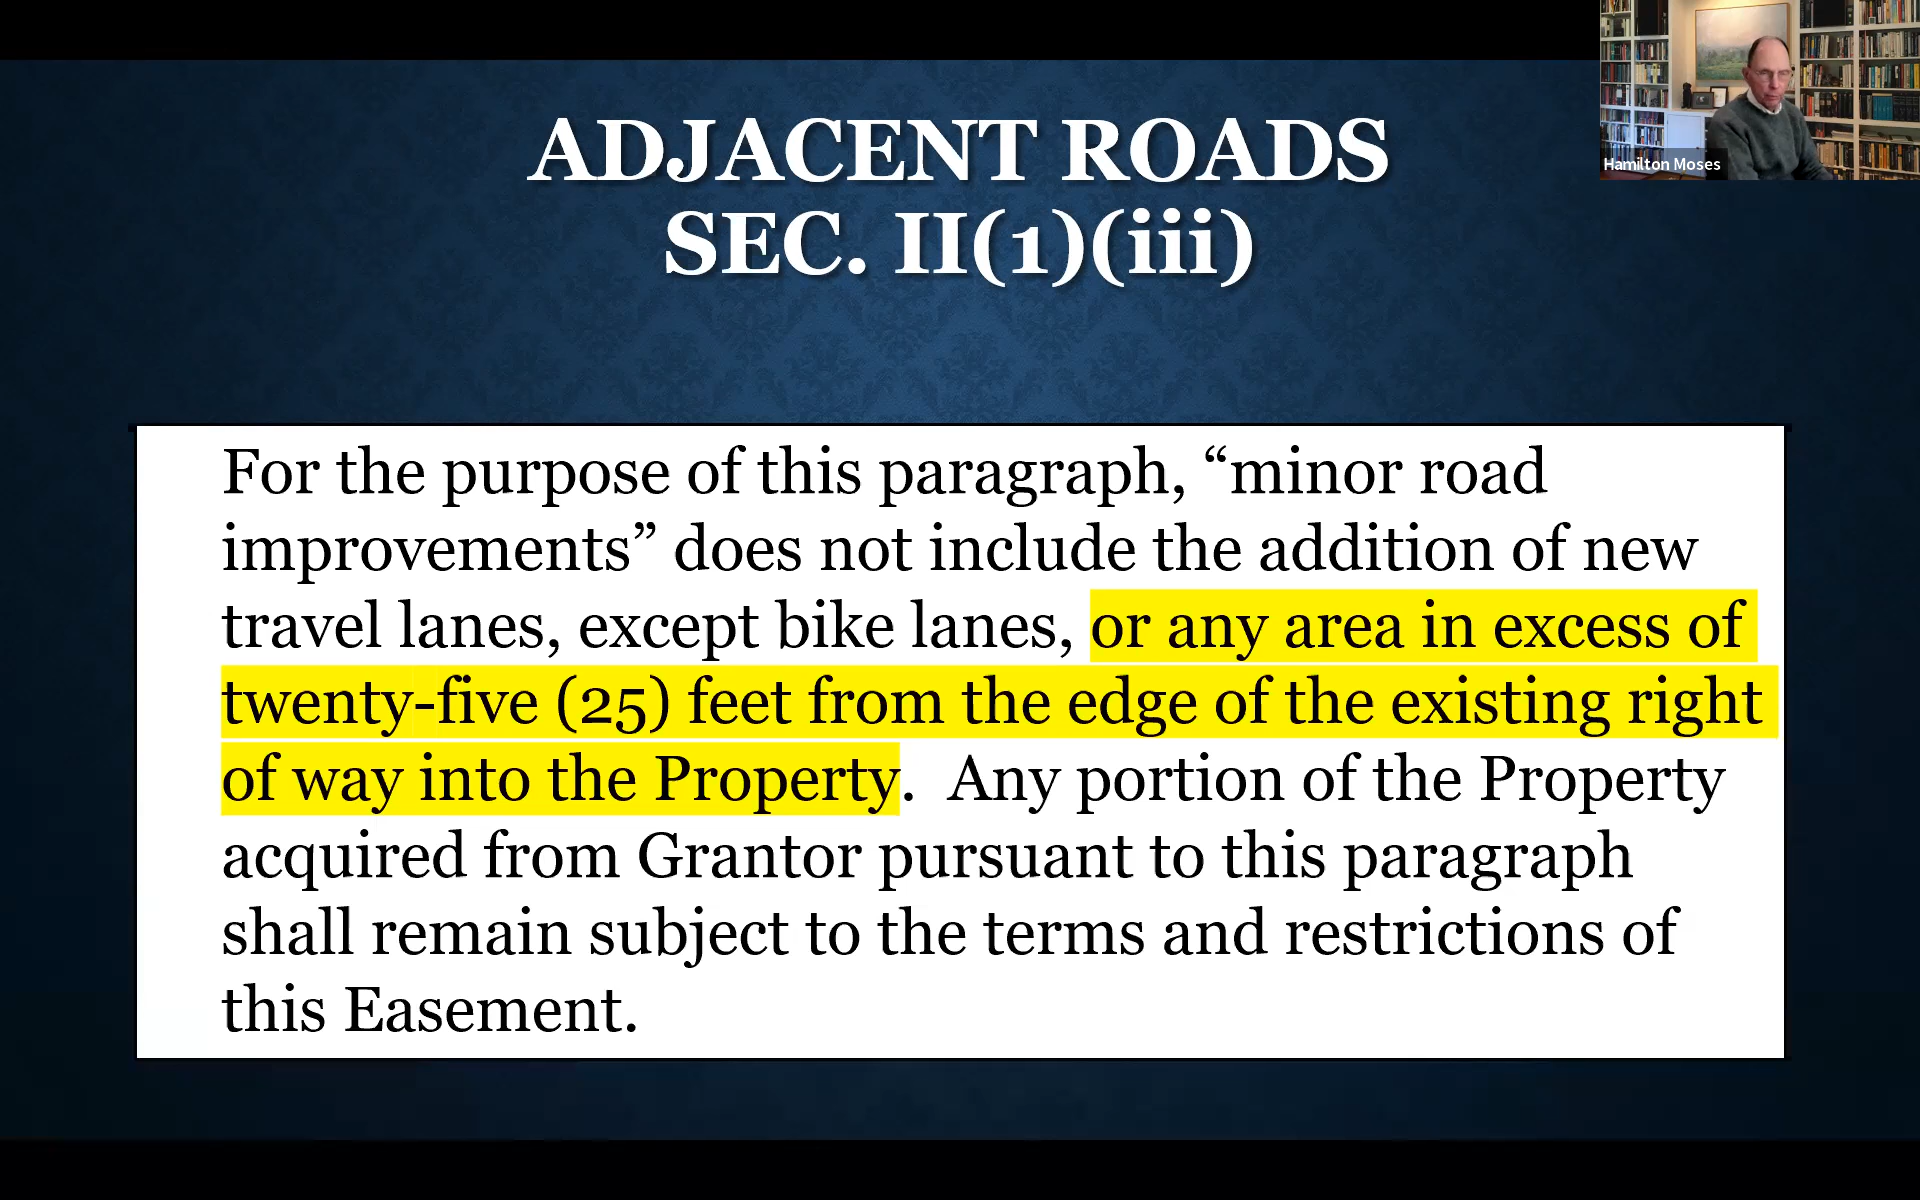 ADJACENT ROADS
SEC. II(1)(iii)
Hamilton Moses
For the purpose of this paragraph, “minor road
improvements” does not include the addition of new
travel lanes, except bike lanes, or any area in excess of
twenty-five (25) feet from the edge of the existing right
of way into the Property.  Any portion of the Property
acquired from Grantor pursuant to this paragraph
shall remain subject to the terms and restrictions of
this Easement.